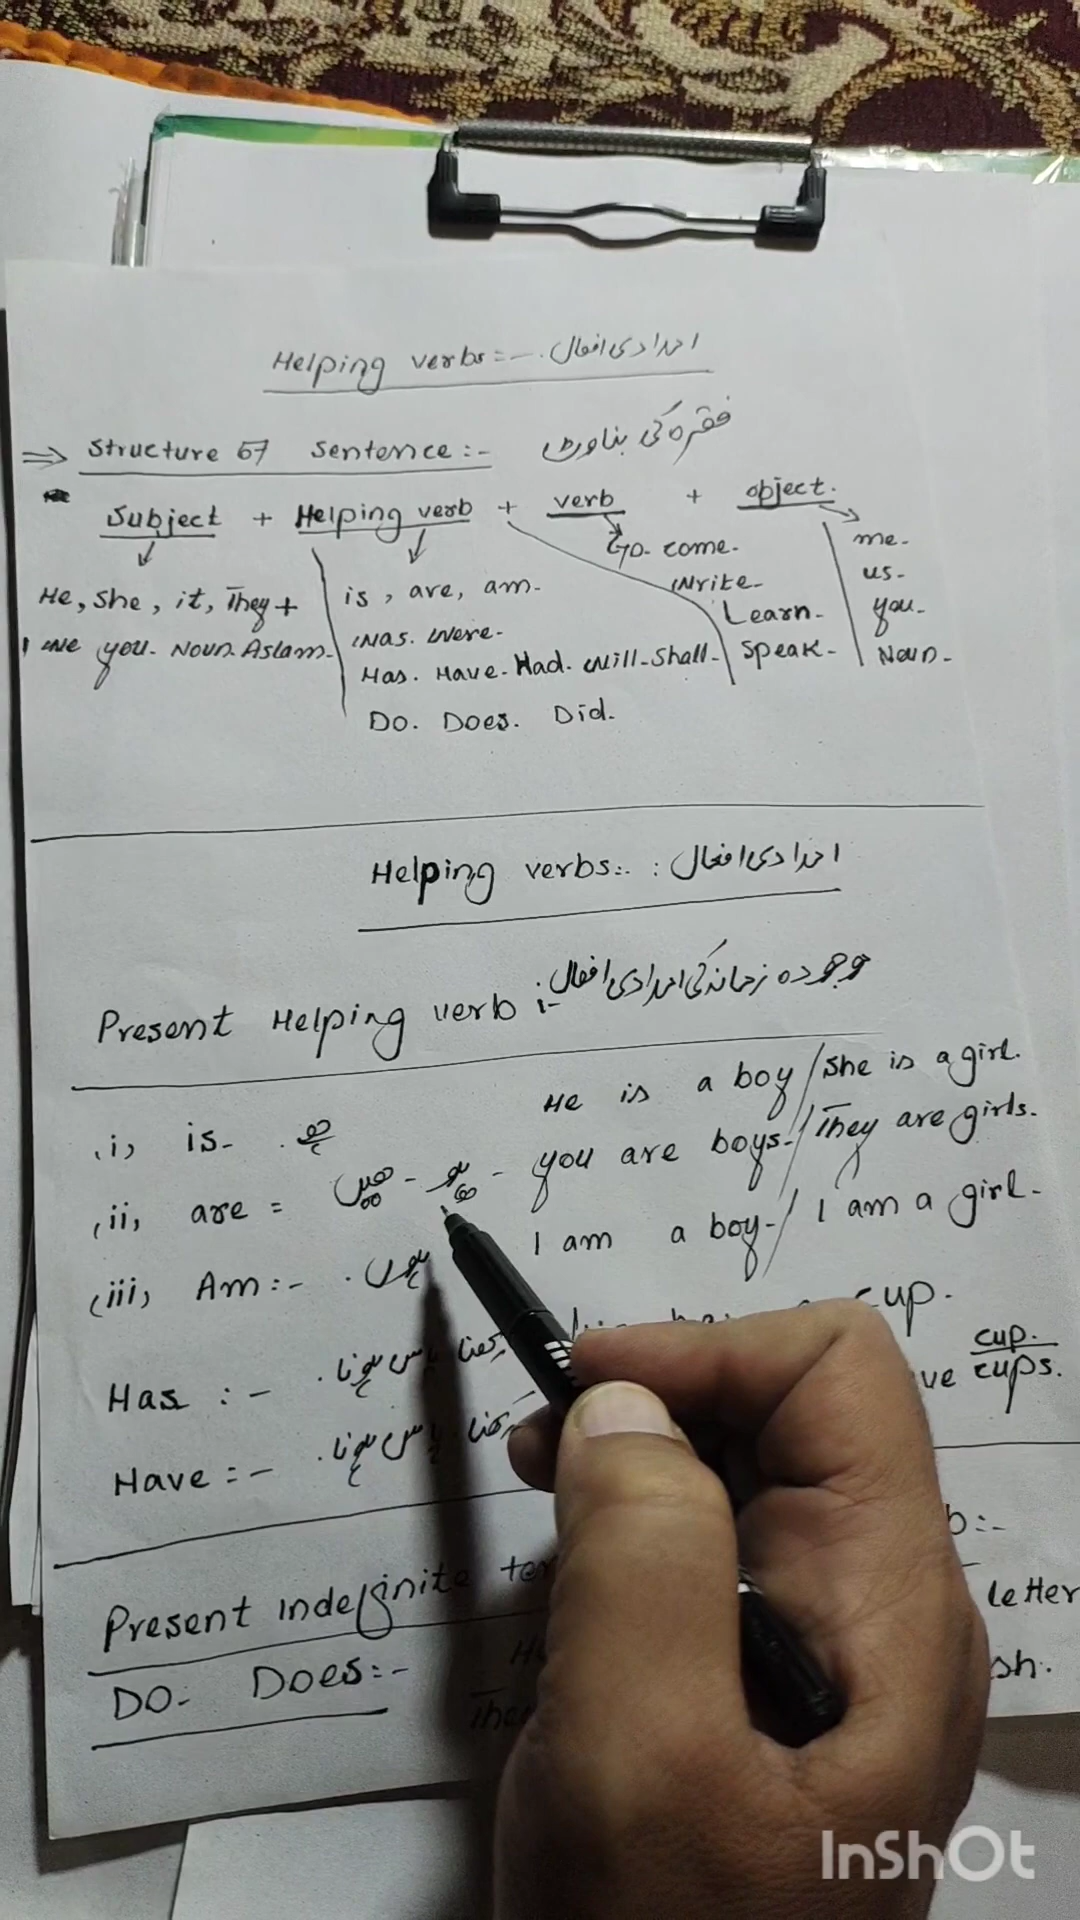 Helping verbs:- امدادی افعال
⇒ Structure of Sentence:- فقرہ کی بناوٹ
Subject + Helping verb + verb + object.
He, She, it, They +
I we you. Noun. Aslam.
is, are, am.
Was. Were.
Has. Have. Had. Will. Shall.
Do. Does. Did.
Go. come.
Write.
Learn.
Speak.
me.
us.
you.
Noun.
Helping verbs:. : امدادی افعال
Present Helping verb :- موجودہ زمانہ کی امدادی افعال
(i) is. ہے He is a boy / She is a girl.
(ii) are = ہیں - ہو - you are boys. / They are girls.
(iii) Am:- ہوں. I am a boy. / I am a girl.
Has :- رکھنا پاس ہونا. cup.
Have :- رکھنا پاس ہونا. cup.
cups.
Present indefinite
letter
DO. Does:-
InShOt